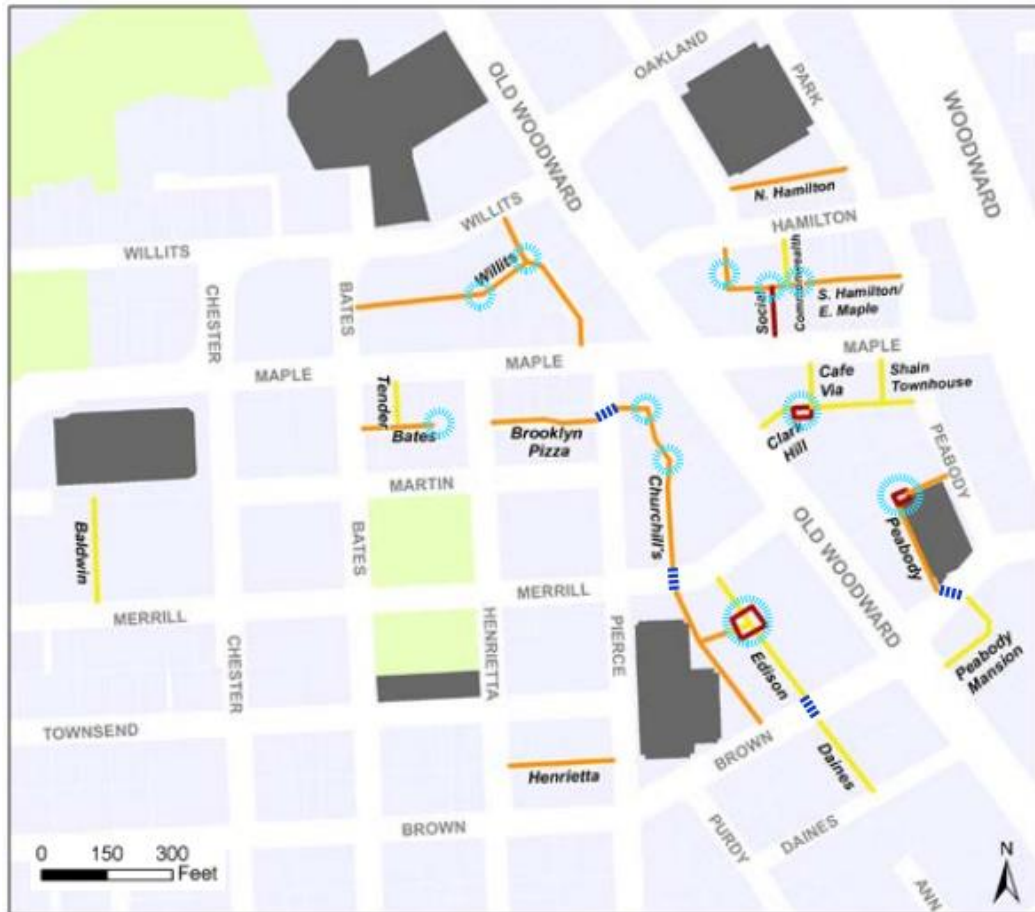 OAKLAND
OLD WOODWARD
PARK
WOODWARD
N. Hamilton
WILLITS
HAMILTON
WILLITS
Willits
Commonwealth
Social
S. Hamilton/
E. Maple
CHESTER
BATES
MAPLE
MAPLE
MAPLE
Tender
Cafe
Via
Shain
Townhouse
Bates
Brooklyn
Pizza
Clark
Hill
PEABODY
MARTIN
Churchill's
Peabody
Baldwin
BATES
OLD WOODWARD
MERRILL
MERRILL
HENRIETTA
PIERCE
CHESTER
Edison
Peabody
Mansion
TOWNSEND
BROWN
Henrietta
Daines
BROWN
PURDY
DAINES
ANN
0 150 300
Feet
N